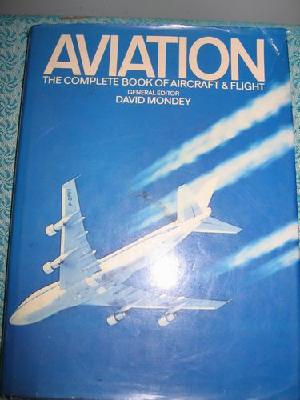 AVIATION
THE COMPLETE BOOK OF AIRCRAFT & FLIGHT
GENERAL EDITOR
DAVID MONDEY